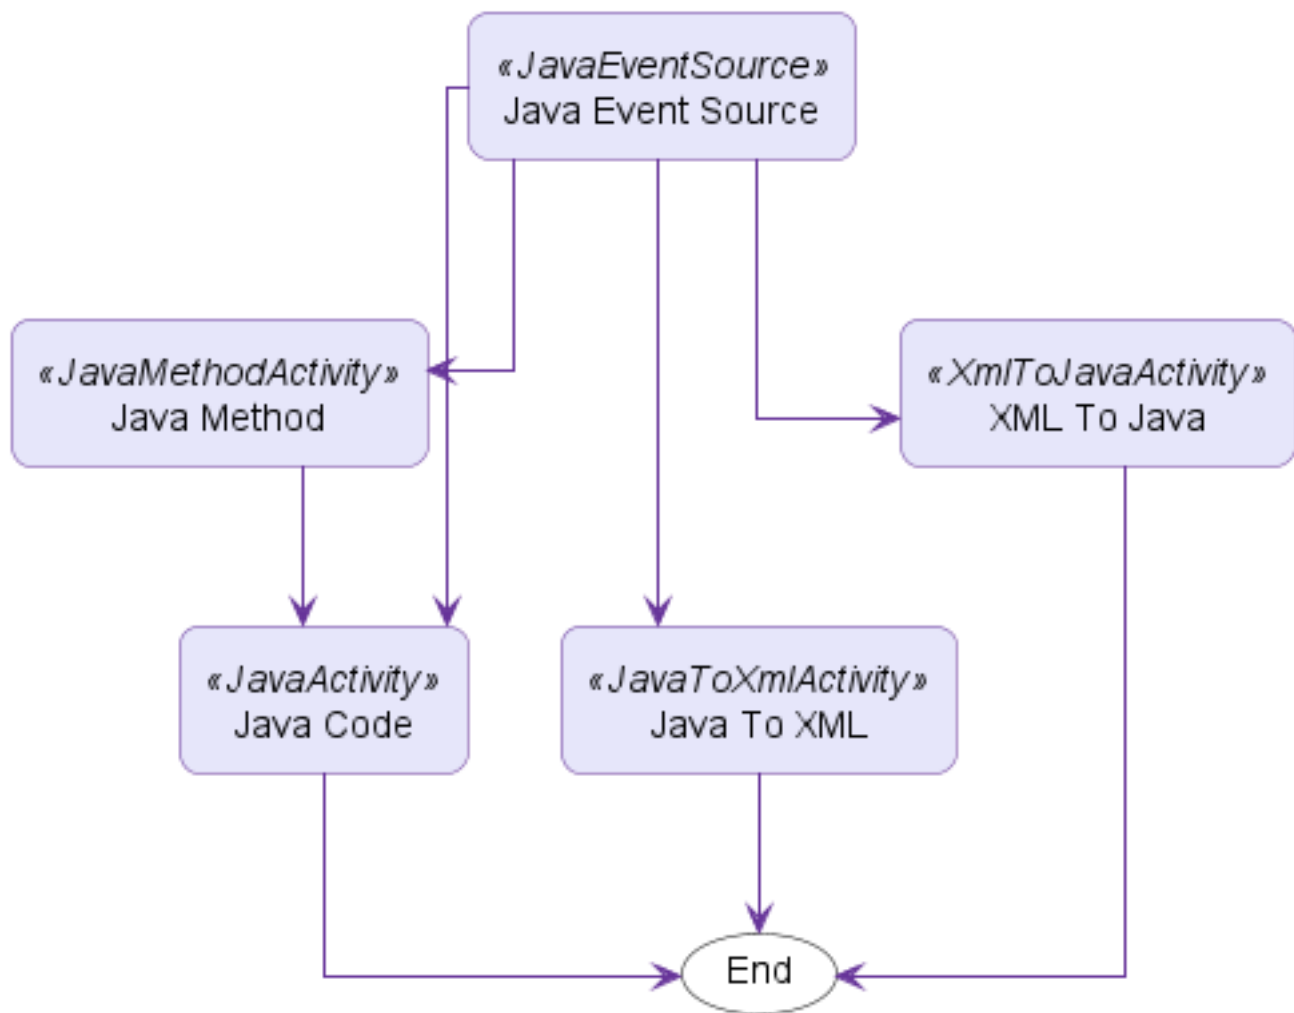 «JavaEventSource»
Java Event Source
«JavaMethodActivity»
Java Method
«XmlToJavaActivity»
XML To Java
«JavaActivity»
Java Code
«JavaToXmlActivity»
Java To XML
End